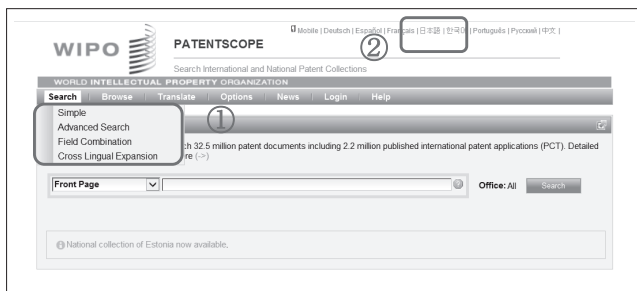 Mobile | Deutsch | Español | Français | 日本語 | 한국어 | Português | Русский | 中文 |
②
WIPO
PATENTSCOPE
Search International and National Patent Collections
WORLD INTELLECTUAL PROPERTY ORGANIZATION
Search | Browse | Translate | Options | News | Login | Help
①
Simple
Advanced Search
Field Combination
Cross Lingual Expansion
ch 32.5 million patent documents including 2.2 million published international patent applications (PCT). Detailed
re (->)
Front Page
Office: All
Search
National collection of Estonia now available.